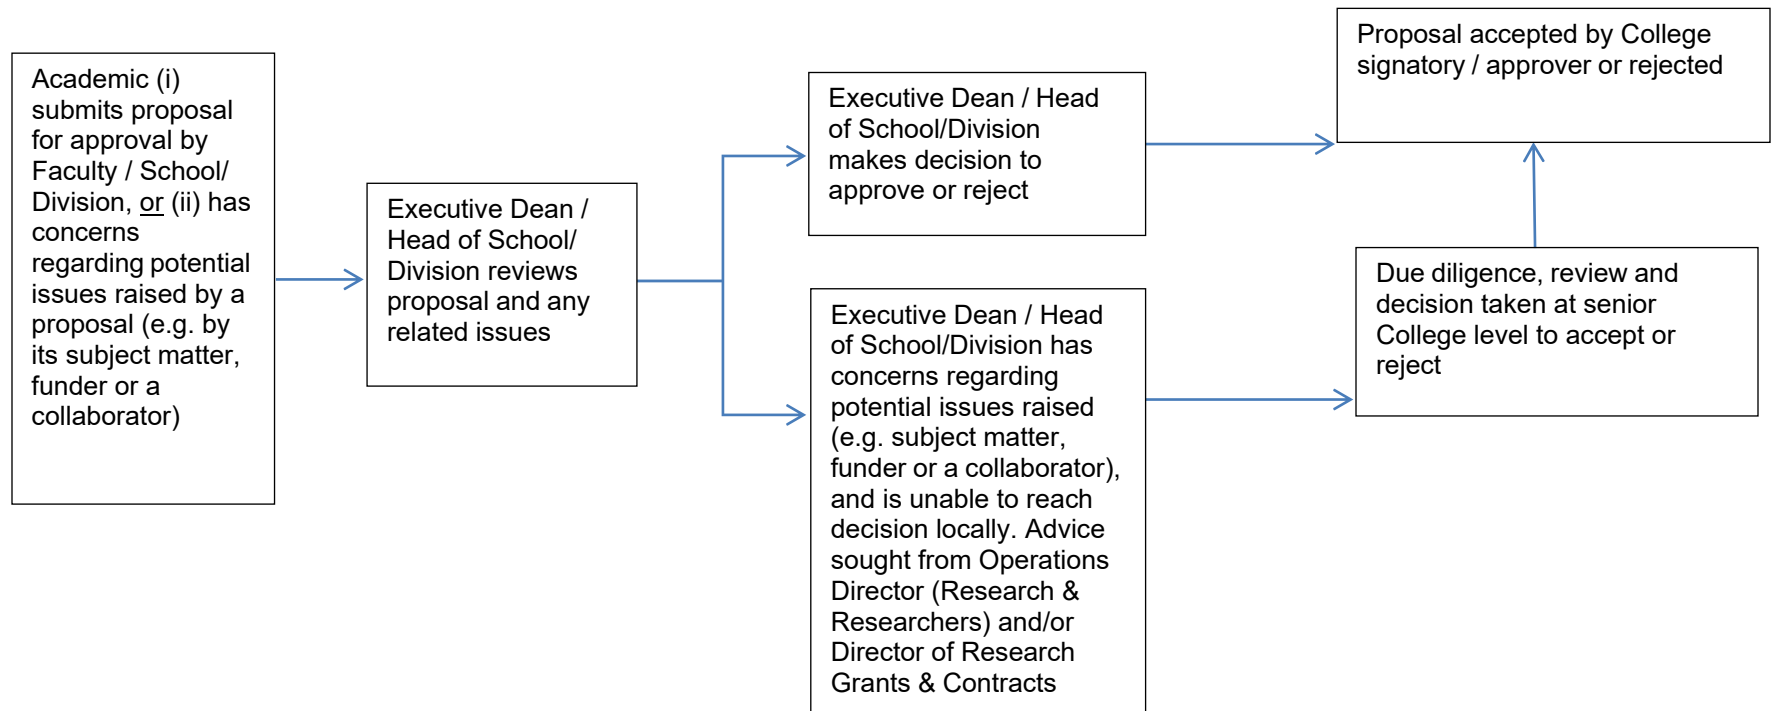 Academic (i)
submits proposal
for approval by
Faculty / School/
Division, or (ii) has
concerns
regarding potential
issues raised by a
proposal (e.g. by
its subject matter,
funder or a
collaborator)
Executive Dean /
Head of School/
Division reviews
proposal and any
related issues
Executive Dean / Head
of School/Division
makes decision to
approve or reject
Executive Dean / Head
of School/Division has
concerns regarding
potential issues raised
(e.g. subject matter,
funder or a collaborator),
and is unable to reach
decision locally. Advice
sought from Operations
Director (Research &
Researchers) and/or
Director of Research
Grants & Contracts
Proposal accepted by College
signatory / approver or rejected
Due diligence, review and
decision taken at senior
College level to accept or
reject